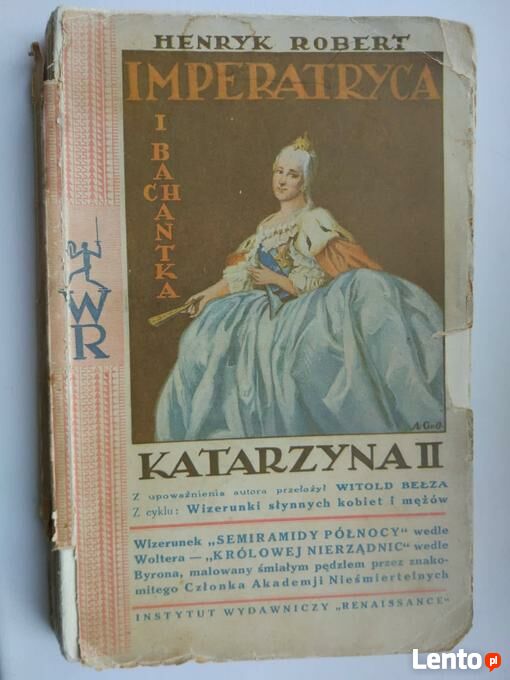 HENRYK ROBERT
IMPERATRYCA
I BACHANTKA
WR
KATARZYNA II
Z upoważnienia autora przełożył WITOLD BEŁZA
Z cyklu: Wizerunki słynnych kobiet i mężów
Wizerunek „SEMIRAMIDY PÓŁNOCY" wedle
Woltera — „KRÓLOWEJ NIERZĄDNIC" wedle
Byrona, malowany śmiałym pędzlem przez znako-
mitego Członka Akademji Nieśmiertelnych
INSTYTUT WYDAWNICZY „RENAISSANCE"
Lento.pl